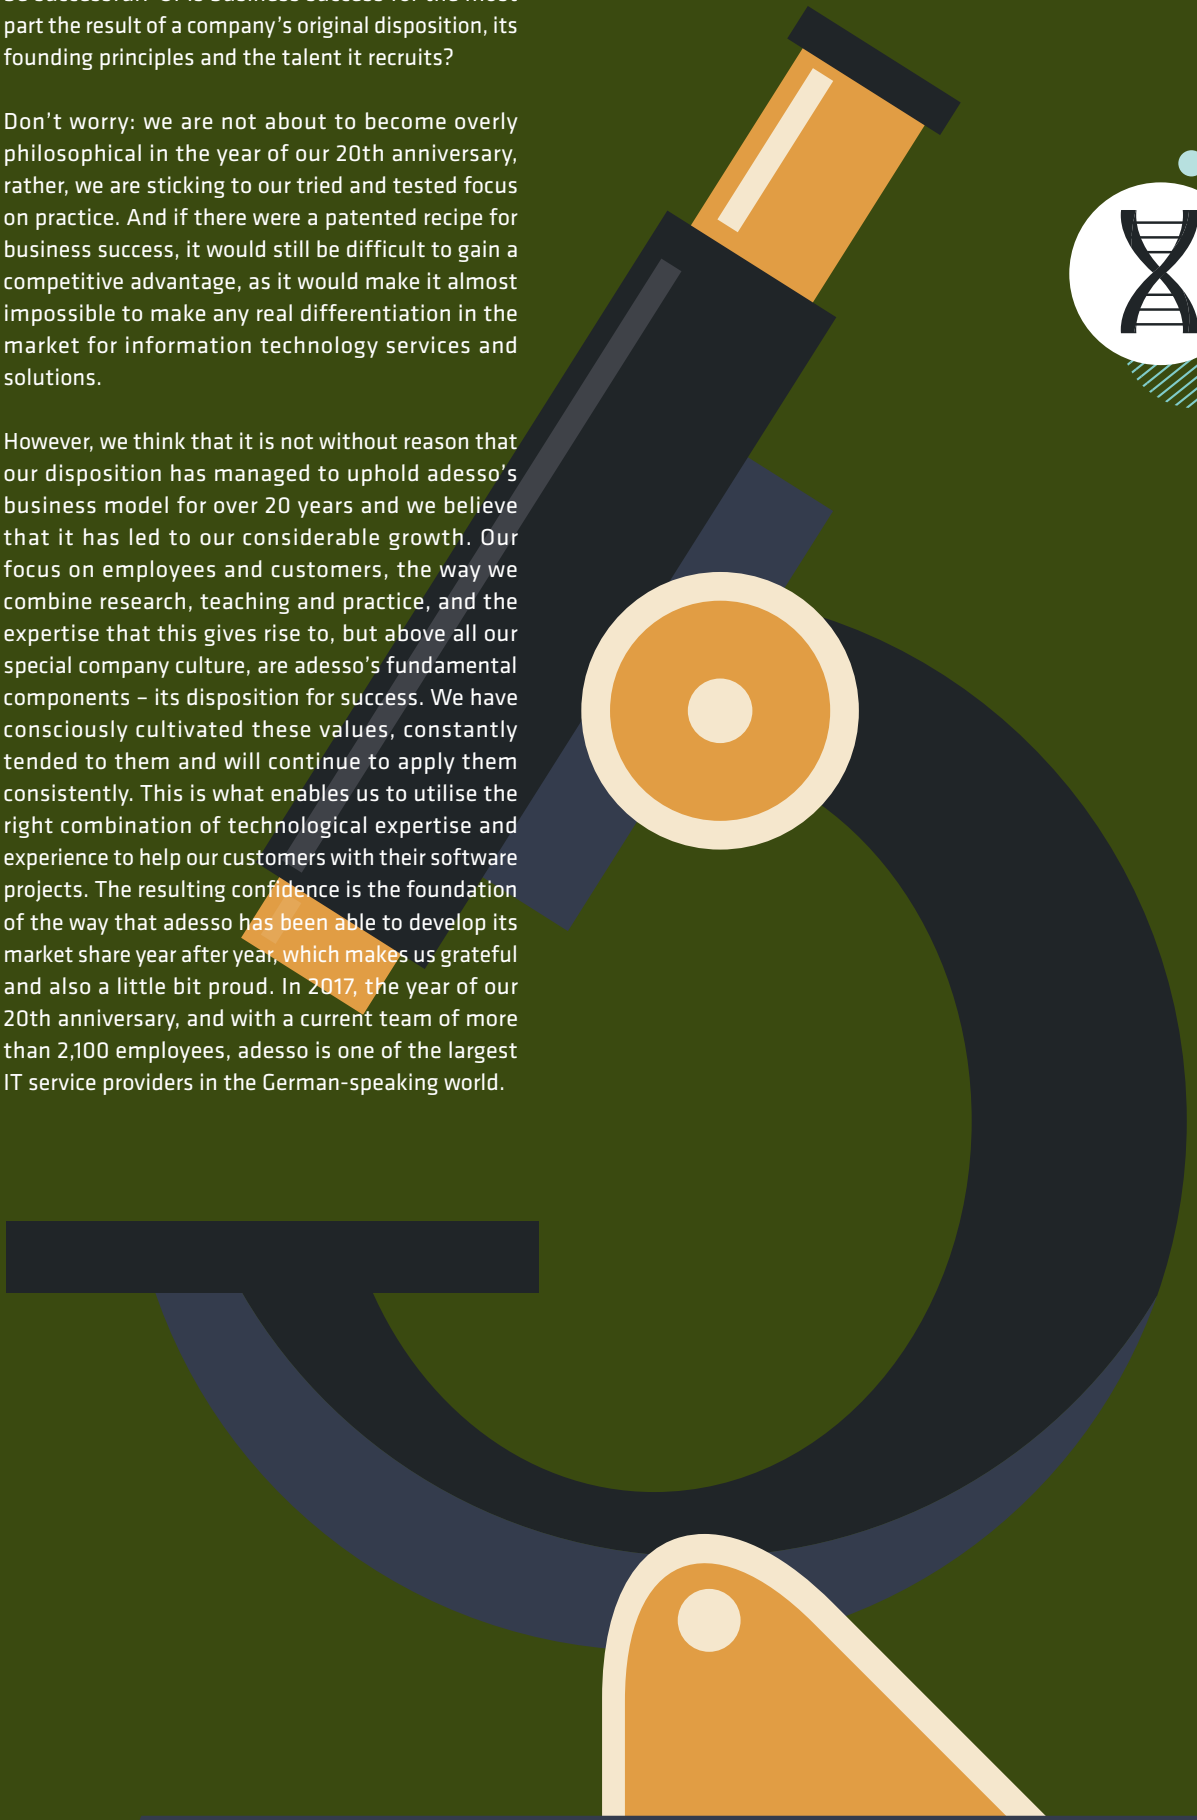 part the result of a company's original disposition, its
founding principles and the talent it recruits?
Don't worry: we are not about to become overly
philosophical in the year of our 20th anniversary,
rather, we are sticking to our tried and tested focus
on practice. And if there were a patented recipe for
business success, it would still be difficult to gain a
competitive advantage, as it would make it almost
impossible to make any real differentiation in the
market for information technology services and
solutions.
However, we think that it is not without reason that
our disposition has managed to uphold adesso's
business model for over 20 years and we believe
that it has led to our considerable growth. Our
focus on employees and customers, the way we
combine research, teaching and practice, and the
expertise that this gives rise to, but above all our
special company culture, are adesso's fundamental
components – its disposition for success. We have
consciously cultivated these values, constantly
tended to them and will continue to apply them
consistently. This is what enables us to utilise the
right combination of technological expertise and
experience to help our customers with their software
projects. The resulting confidence is the foundation
of the way that adesso has been able to develop its
market share year after year, which makes us grateful
and also a little bit proud. In 2017, the year of our
20th anniversary, and with a current team of more
than 2,100 employees, adesso is one of the largest
IT service providers in the German-speaking world.